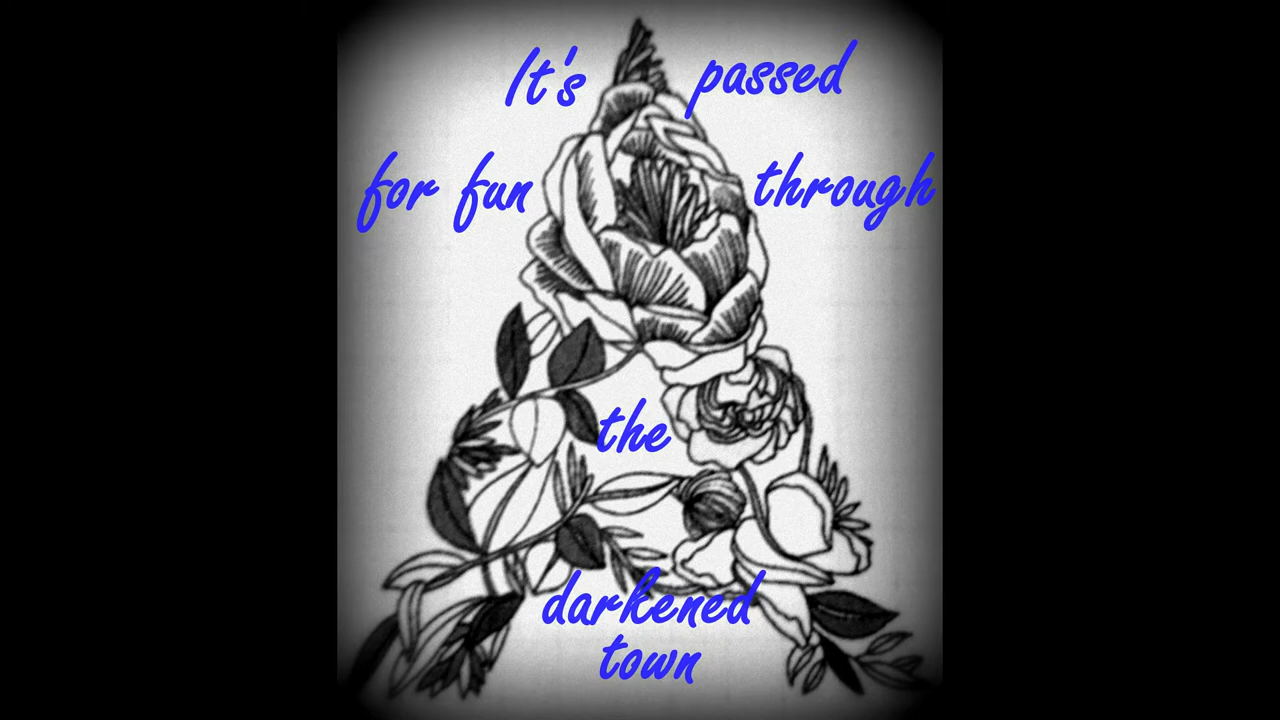 It's passed
for fun through
the
darkened
town